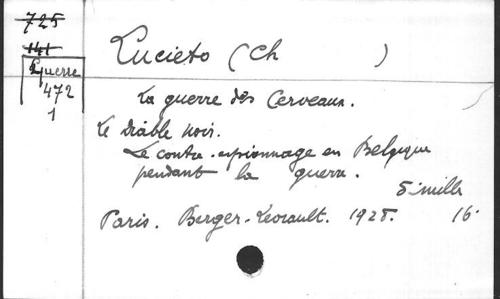 725
141
Guerre
472
1
Lucieto (Ch )
La guerre des Cerveaux.
Le Diable noir.
Le contre-espionnage en Belgique
pendant la guerre.
5 mille
Paris. Berger-Levrault. 1928. 16°